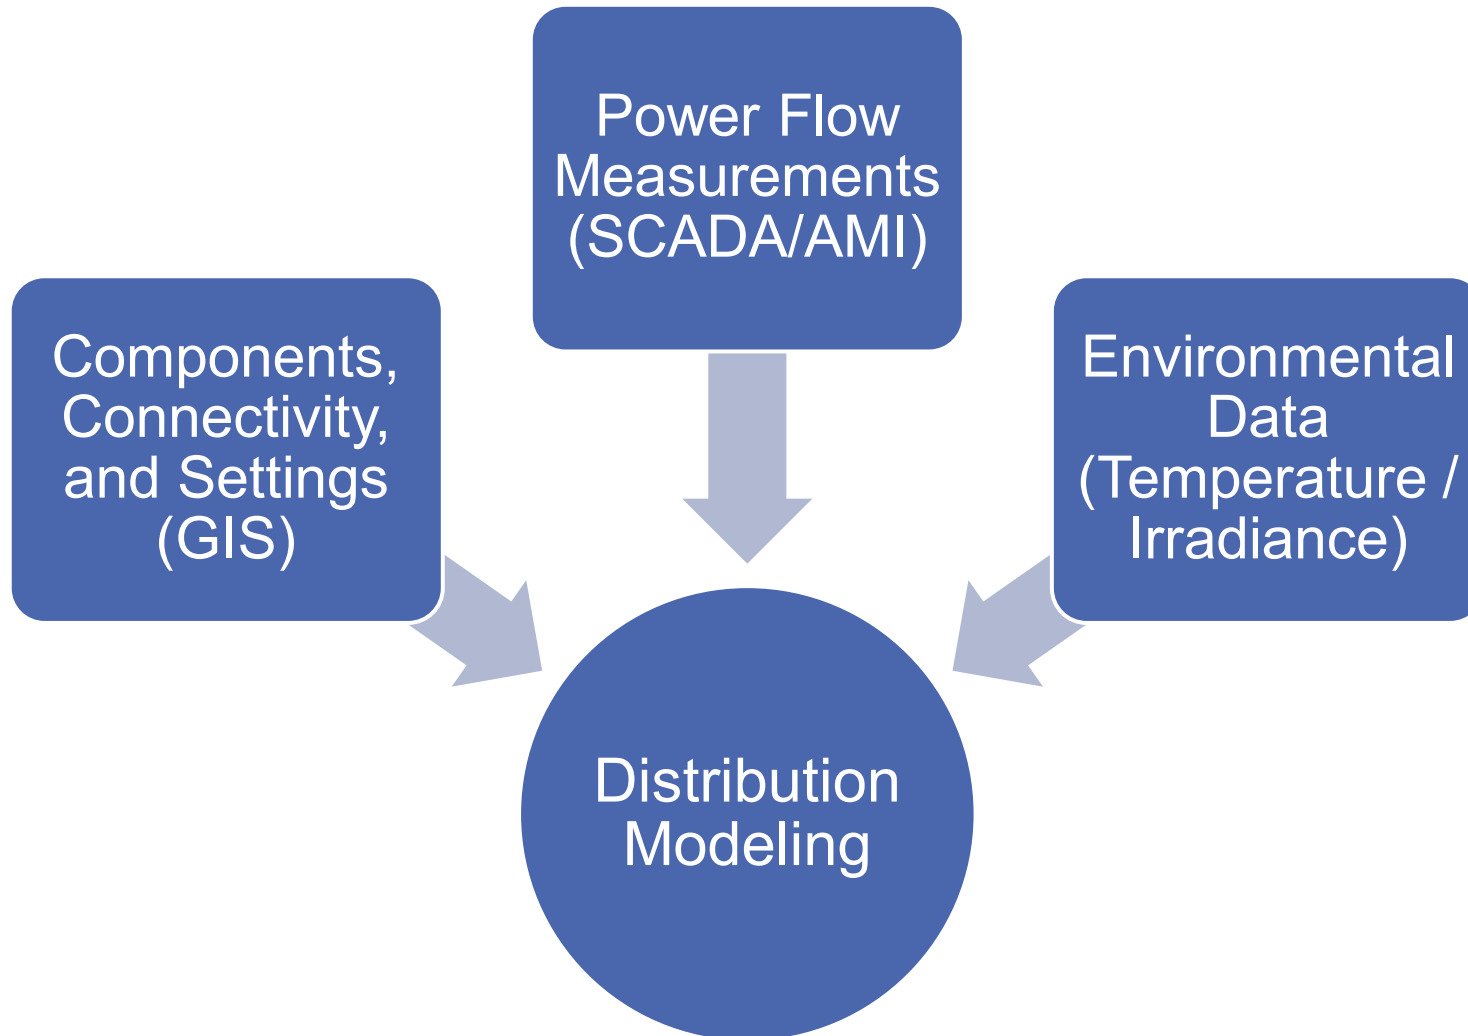 Power Flow
Measurements
(SCADA/AMI)
Components,
Connectivity,
and Settings
(GIS)
Environmental
Data
(Temperature /
Irradiance)
Distribution
Modeling